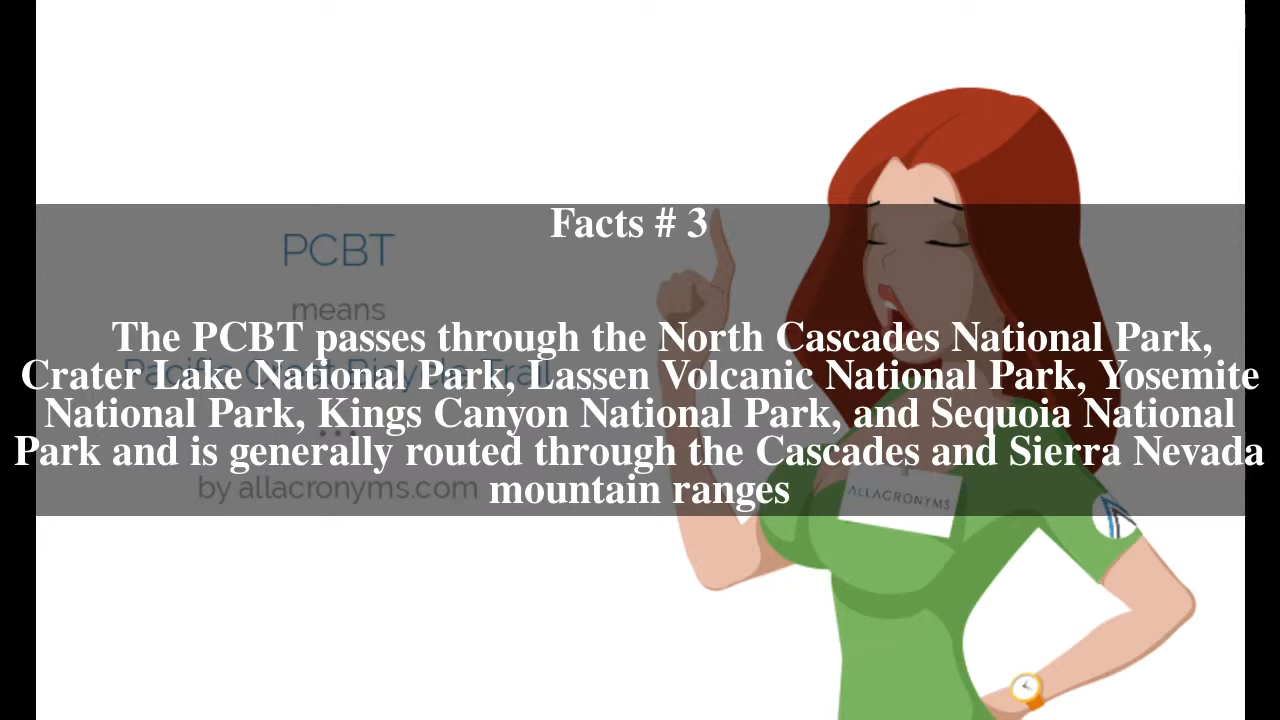 Facts # 3
PCBT
means
The PCBT passes through the North Cascades National Park,
Crater Lake National Park, Lassen Volcanic National Park, Yosemite
National Park, Kings Canyon National Park, and Sequoia National
Park and is generally routed through the Cascades and Sierra Nevada
mountain ranges
by allacronyms.com
ALLACRONYMS